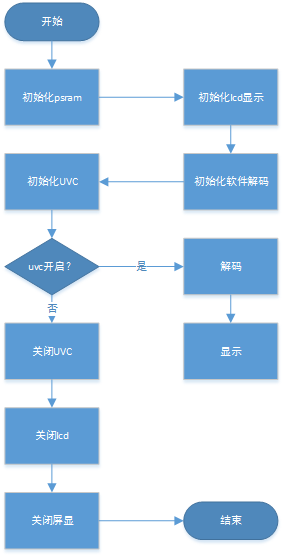 开始
初始化psram
初始化lcd显示
初始化UVC
初始化软件解码
uvc开启?
是
解码
否
关闭UVC
显示
关闭lcd
关闭屏显
结束